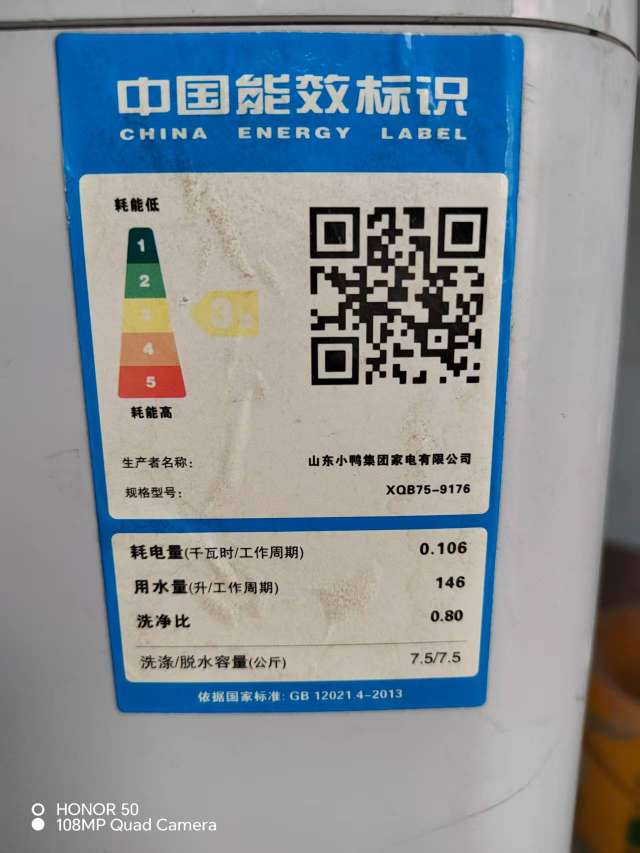 中国能效标识
CHINA ENERGY LABEL
耗能低
1
2
3
3级
4
5
耗能高
生产者名称: 山东小鸭集团家电有限公司
规格型号: XQB75-9176
耗电量(千瓦时/工作周期) 0.106
用水量(升/工作周期) 146
洗净比 0.80
洗涤/脱水容量(公斤) 7.5/7.5
依据国家标准: GB 12021.4-2013
HONOR 50
108MP Quad Camera